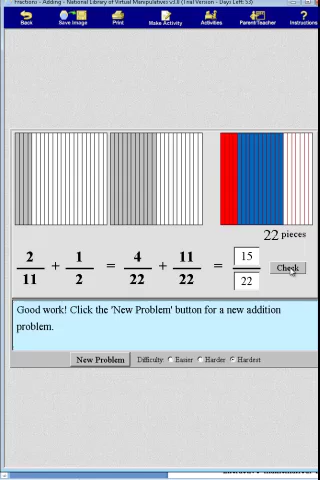 Fractions - Adding - National Library of Virtual Manipulatives v3.0 (Trial Version - Days Left: 53)
Back Save Image Print Make Activity Activities Parent/Teacher Instructions
22 pieces
2/11 + 1/2 = 4/22 + 11/22 = 15/22
Check
Good work! Click the 'New Problem' button for a new addition
problem.
New Problem Difficulty: Easier Harder Hardest